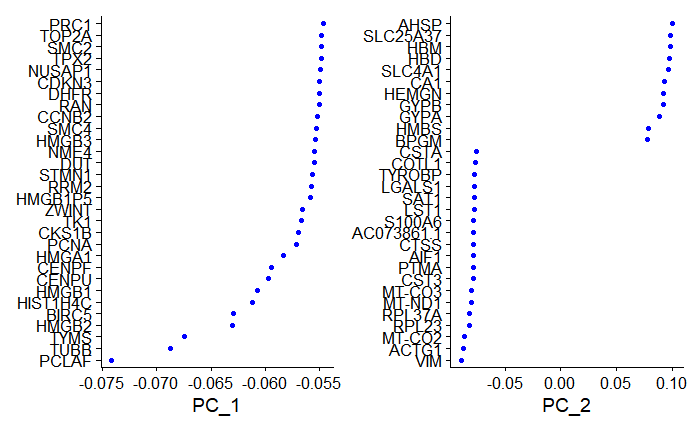 PRC1
TOP2A
SMC2
TPX2
NUSAP1
CDKN3
DHFR
RAN
CCNB2
SMC4
HMGB3
NME4
DUT
STMN1
RRM2
HMGB1P5
ZWINT
TK1
CKS1B
PCNA
HMGA1
CENPF
CENPU
HMGB1
HIST1H4C
BIRC5
HMGB2
TYMS
TUBB
PCLAF
-0.075 -0.070 -0.065 -0.060 -0.055
PC_1
AHSP
SLC25A37
HBM
HBD
SLC4A1
CA1
HEMGN
GYPB
GYPA
HMBS
BPGM
CSTA
COTL1
TYROBP
LGALS1
SAT1
LST1
S100A6
AC073861.1
CTSS
AIF1
PTMA
CST3
MT-CO3
MT-ND1
RPL37A
RPL23
MT-CO2
ACTG1
VIM
-0.05 0.00 0.05 0.10
PC_2